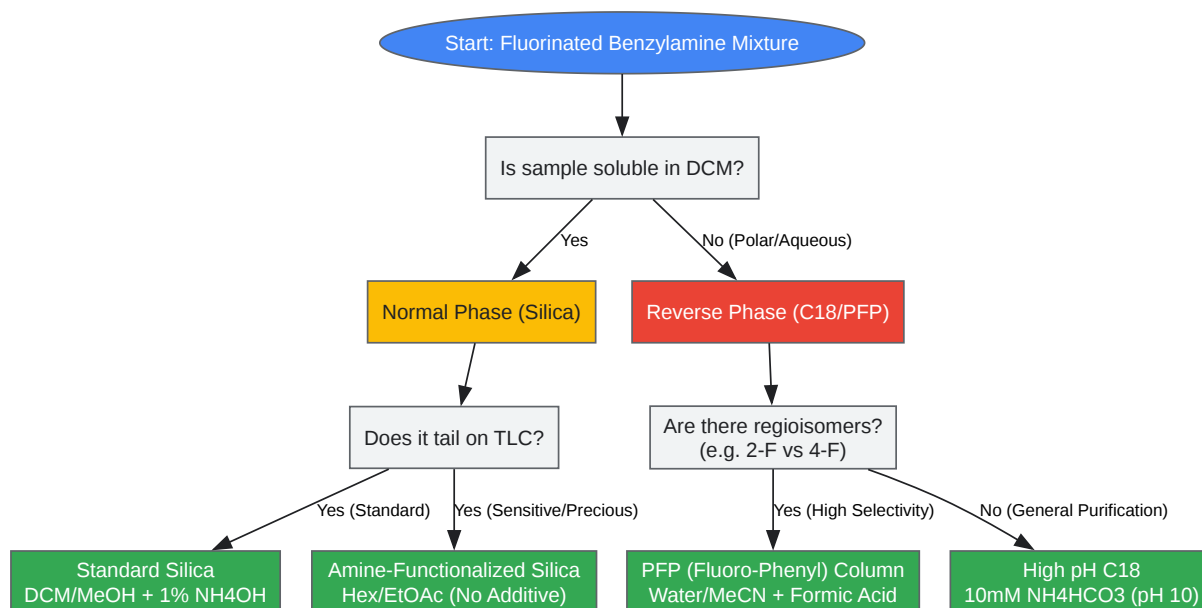 Start: Fluorinated Benzylamine Mixture
Is sample soluble in DCM?
Yes
No (Polar/Aqueous)
Normal Phase (Silica)
Reverse Phase (C18/PFP)
Does it tail on TLC?
Are there regioisomers?
(e.g. 2-F vs 4-F)
Yes (Standard)
Yes (Sensitive/Precious)
Yes (High Selectivity)
No (General Purification)
Standard Silica
DCM/MeOH + 1% NH4OH
Amine-Functionalized Silica
Hex/EtOAc (No Additive)
PFP (Fluoro-Phenyl) Column
Water/MeCN + Formic Acid
High pH C18
10mM NH4HCO3 (pH 10)